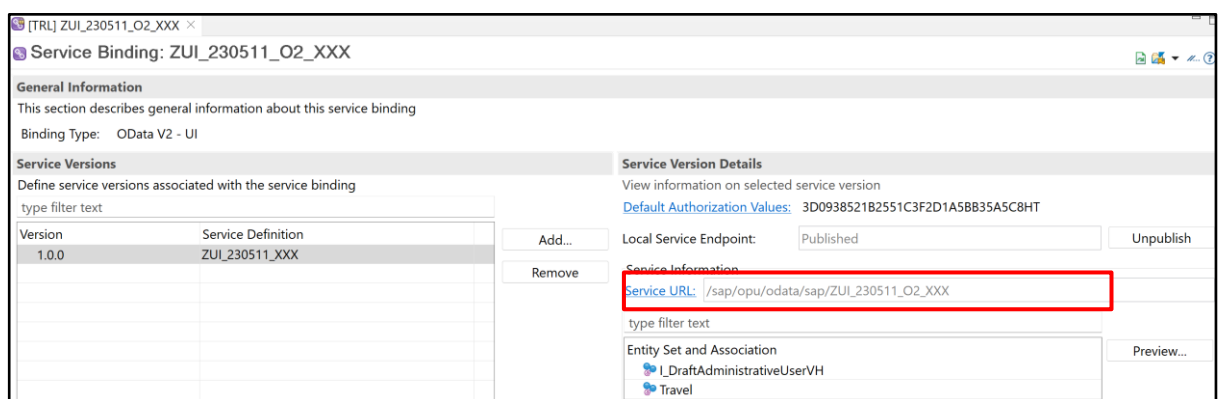 [TRL] ZUI_230511_O2_XXX
Service Binding: ZUI_230511_O2_XXX
General Information
This section describes general information about this service binding
Binding Type: OData V2 - UI
Service Versions
Define service versions associated with the service binding
type filter text
Version Service Definition
1.0.0 ZUI_230511_XXX
Add...
Remove
Service Version Details
View information on selected service version
Default Authorization Values: 3D0938521B2551C3F2D1A5BB35A5C8HT
Local Service Endpoint: Published Unpublish
Service Information
Service URL: /sap/opu/odata/sap/ZUI_230511_O2_XXX
type filter text
Entity Set and Association
Preview...
I_DraftAdministrativeUserVH
Travel